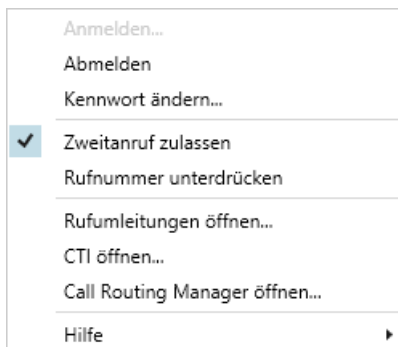 Anmelden...
Abmelden
Kennwort ändern...
Zweitanruf zulassen
Rufnummer unterdrücken
Rufumleitungen öffnen...
CTI öffnen...
Call Routing Manager öffnen...
Hilfe